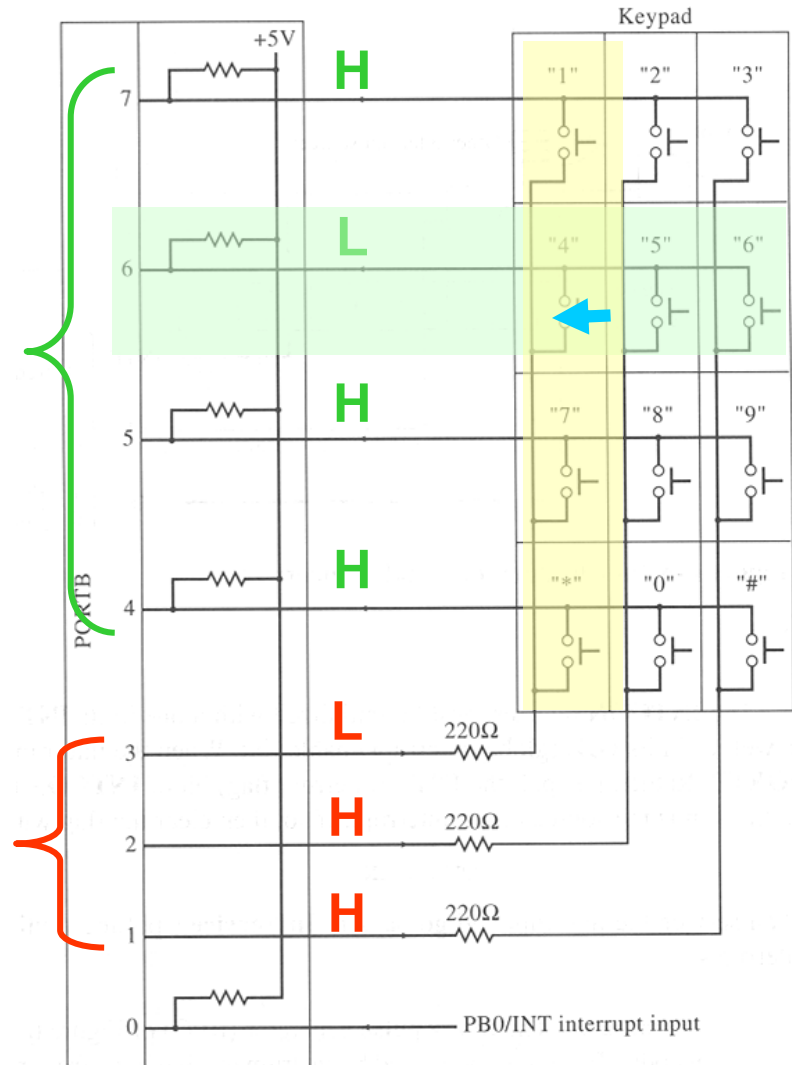 Keypad
+5V
H
7
"1" "2" "3"
L
6
"4" "5" "6"
H
5
"7" "8" "9"
H
4
"*" "0" "#"
PORTB
L
3
220Ω
H
2
220Ω
H
1
220Ω
0
PB0/INT interrupt input